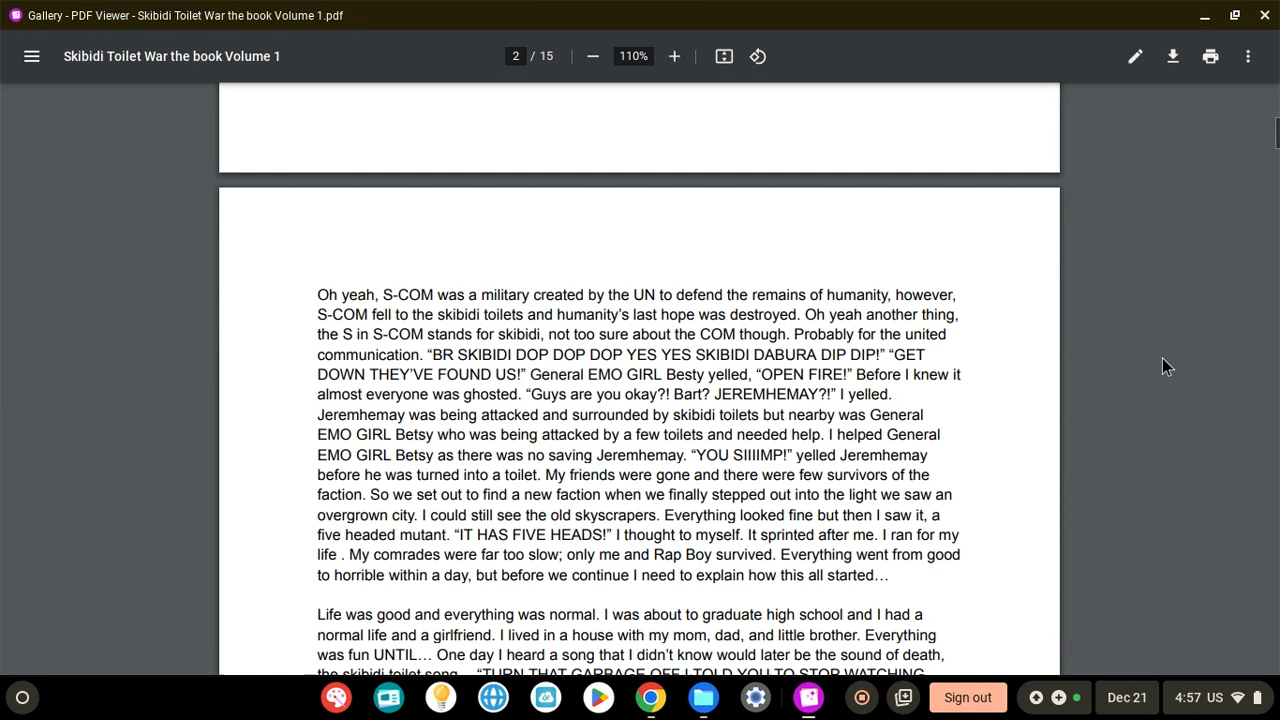 Gallery - PDF Viewer - Skibidi Toilet War the book Volume 1.pdf
Skibidi Toilet War the book Volume 1
2 / 15
110%
Oh yeah, S-COM was a military created by the UN to defend the remains of humanity, however,
S-COM fell to the skibidi toilets and humanity’s last hope was destroyed. Oh yeah another thing,
the S in S-COM stands for skibidi, not too sure about the COM though. Probably for the united
communication. “BR SKIBIDI DOP DOP DOP YES YES SKIBIDI DABURA DIP DIP!” “GET
DOWN THEY’VE FOUND US!” General EMO GIRL Besty yelled, “OPEN FIRE!” Before I knew it
almost everyone was ghosted. “Guys are you okay?! Bart? JEREMHEMAY?!” I yelled.
Jeremhemay was being attacked and surrounded by skibidi toilets but nearby was General
EMO GIRL Betsy who was being attacked by a few toilets and needed help. I helped General
EMO GIRL Betsy as there was no saving Jeremhemay. “YOU SIIIIMP!” yelled Jeremhemay
before he was turned into a toilet. My friends were gone and there were few survivors of the
faction. So we set out to find a new faction when we finally stepped out into the light we saw an
overgrown city. I could still see the old skyscrapers. Everything looked fine but then I saw it, a
five headed mutant. “IT HAS FIVE HEADS!” I thought to myself. It sprinted after me. I ran for my
life . My comrades were far too slow; only me and Rap Boy survived. Everything went from good
to horrible within a day, but before we continue I need to explain how this all started…
Life was good and everything was normal. I was about to graduate high school and I had a
normal life and a girlfriend. I lived in a house with my mom, dad, and little brother. Everything
was fun UNTIL… One day I heard a song that I didn’t know would later be the sound of death,
the skibidi toilet song… “TURN THAT GARBAGE OFF I TOLD YOU TO STOP WATCHING
Sign out
Dec 21
4:57 US